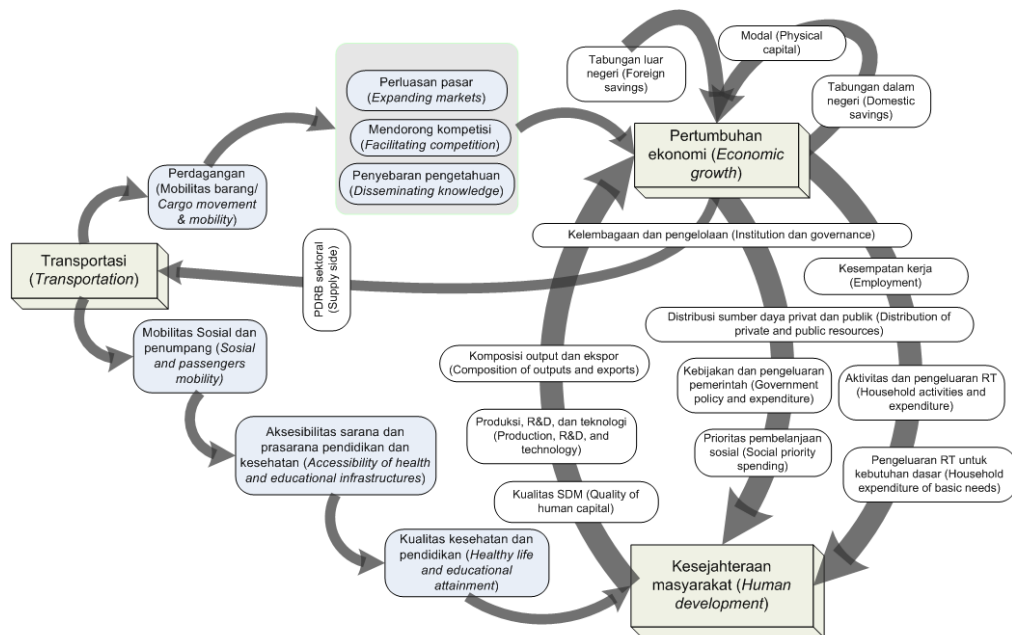 Modal (Physical
capital)
Tabungan luar
negeri (Foreign
savings)
Tabungan dalam
negeri (Domestic
savings)
Perluasan pasar
(Expanding markets)
Mendorong kompetisi
(Facilitating competition)
Penyebaran pengetahuan
(Disseminating knowledge)
Pertumbuhan
ekonomi (Economic
growth)
Perdagangan
(Mobilitas barang/
Cargo movement
& mobility)
Kelembagaan dan pengelolaan (Institution dan governance)
Transportasi
(Transportation)
PDRB sektoral
(Supply side)
Kesempatan kerja
(Employment)
Distribusi sumber daya privat dan publik (Distribution of
private and public resources)
Mobilitas Sosial dan
penumpang (Sosial
and passengers
mobility)
Komposisi output dan ekspor
(Composition of outputs and exports)
Kebijakan dan pengeluaran
pemerintah (Government
policy and expenditure)
Aktivitas dan pengeluaran RT
(Household activities and
expenditure)
Produksi, R&D, dan teknologi
(Production, R&D, and
technology)
Prioritas pembelanjaan
sosial (Social priority
spending)
Aksesibilitas sarana dan
prasarana pendidikan dan
kesehatan (Accessibility of health
and educational infrastructures)
Pengeluaran RT untuk
kebutuhan dasar (Household
expenditure of basic needs)
Kualitas SDM (Quality of
human capital)
Kualitas kesehatan dan
pendidikan (Healthy life
and educational
attainment)
Kesejahteraan
masyarakat (Human
development)